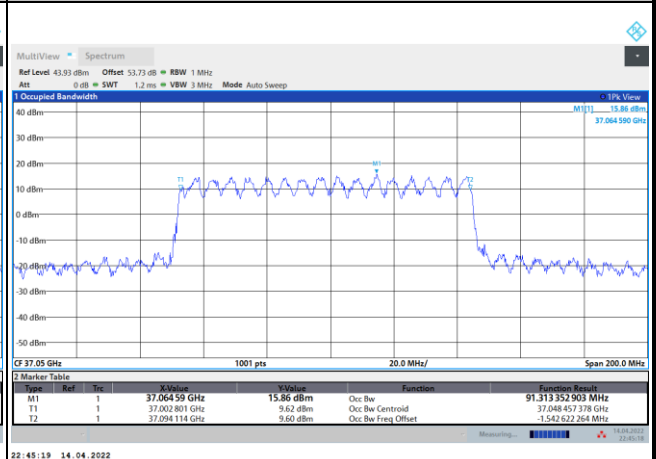 MultiView Spectrum
Ref Level 43.93 dBm Offset 53.73 dB RBW 1 MHz
Att 0 dB SWT 1.2 ms VBW 3 MHz Mode Auto Sweep
1 Occupied Bandwidth 1Pk View
M1[1] 15.86 dBm
37.064 590 GHz
40 dBm
30 dBm
20 dBm
10 dBm
0 dBm
-10 dBm
-20 dBm
-30 dBm
-40 dBm
-50 dBm
M1
T1
T2
CF 37.05 GHz 1001 pts 20.0 MHz/ Span 200.0 MHz
2 Marker Table
Type Ref Trc X-Value Y-Value Function Function Result
M1 1 37.064 59 GHz 15.86 dBm Occ Bw 91.313 352 903 MHz
T1 1 37.002 801 GHz 9.62 dBm Occ Bw Centroid 37.048 457 378 GHz
T2 1 37.094 114 GHz 9.60 dBm Occ Bw Freq Offset -1.542 622 264 MHz
Measuring... 14.04.2022
22:45:18
22:45:19 14.04.2022